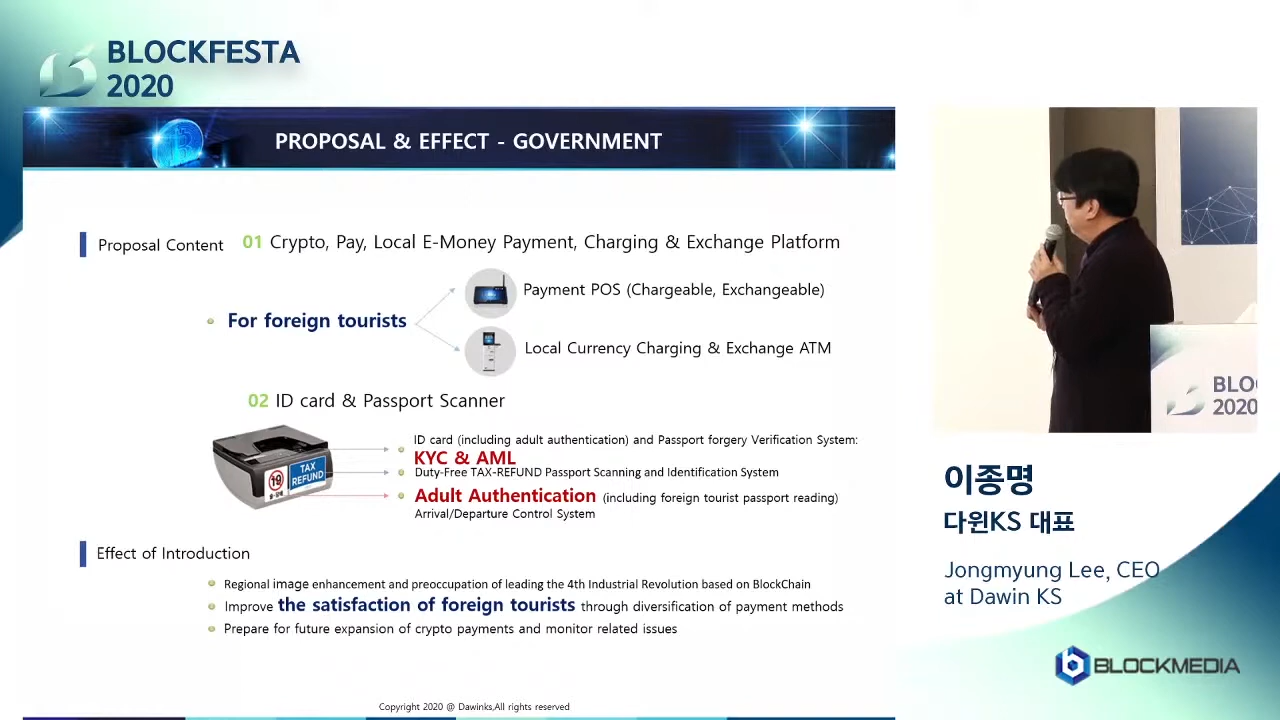 BLOCKFESTA
2020
PROPOSAL & EFFECT - GOVERNMENT
Proposal Content
01 Crypto, Pay, Local E-Money Payment, Charging & Exchange Platform
For foreign tourists
Payment POS (Chargeable, Exchangeable)
Local Currency Charging & Exchange ATM
02 ID card & Passport Scanner
19
TAX
REFUND
ID card (including adult authentication) and Passport forgery Verification System:
KYC & AML
Duty-Free TAX-REFUND Passport Scanning and Identification System
Adult Authentication (including foreign tourist passport reading)
Arrival/Departure Control System
Effect of Introduction
Regional image enhancement and preoccupation of leading the 4th Industrial Revolution based on BlockChain
Improve the satisfaction of foreign tourists through diversification of payment methods
Prepare for future expansion of crypto payments and monitor related issues
Copyright 2020 @ Dawinks,All rights reserved
BLO
2020
이종명
다윈KS 대표
Jongmyung Lee, CEO
at Dawin KS
BLOCKMEDIA